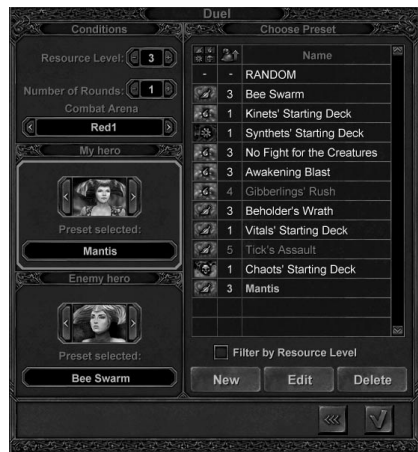 Duel
Conditions
Resource Level: 3
Number of Rounds: 1
Combat Arena
Red1
My hero
Preset selected:
Mantis
Enemy hero
Preset selected:
Bee Swarm
Choose Preset
Name
- - RANDOM
3 Bee Swarm
1 Kinets' Starting Deck
1 Synthets' Starting Deck
3 No Fight for the Creatures
3 Awakening Blast
4 Gibberlings' Rush
3 Beholder's Wrath
1 Vitals' Starting Deck
5 Tick's Assault
1 Chaots' Starting Deck
3 Mantis
Filter by Resource Level
New Edit Delete